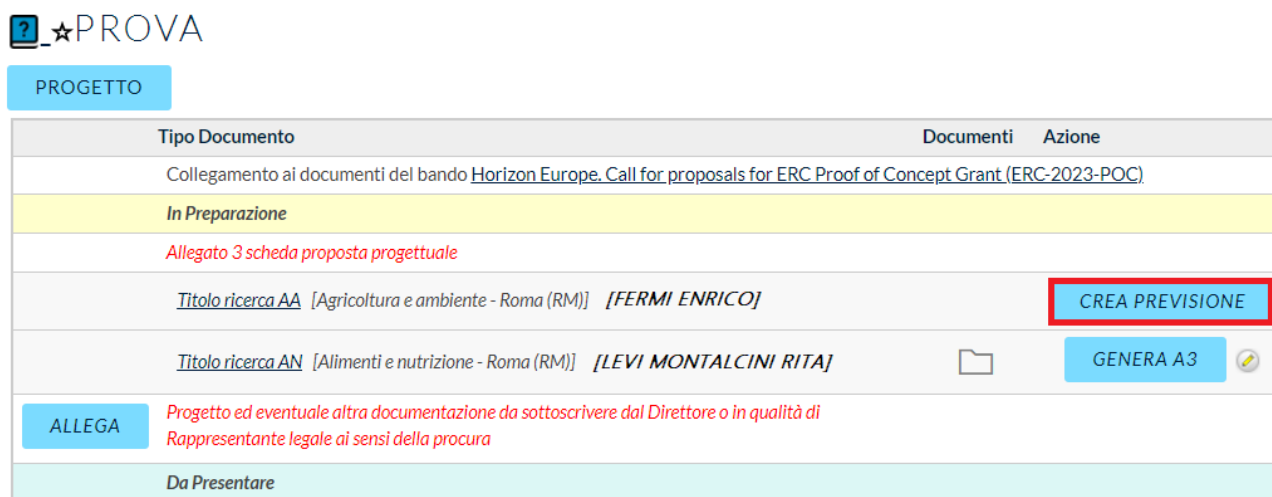 ?_☆PROVA
PROGETTO
Tipo Documento Documenti Azione
Collegamento ai documenti del bando Horizon Europe. Call for proposals for ERC Proof of Concept Grant (ERC-2023-POC)
In Preparazione
Allegato 3 scheda proposta progettuale
Titolo ricerca AA [Agricoltura e ambiente - Roma (RM)] [FERMI ENRICO] CREA PREVISIONE
Titolo ricerca AN [Alimenti e nutrizione - Roma (RM)] [LEVI MONTALCINI RITA] GENERA A3
ALLEGA Progetto ed eventuale altra documentazione da sottoscrivere dal Direttore o in qualità di
Rappresentante legale ai sensi della procura
Da Presentare